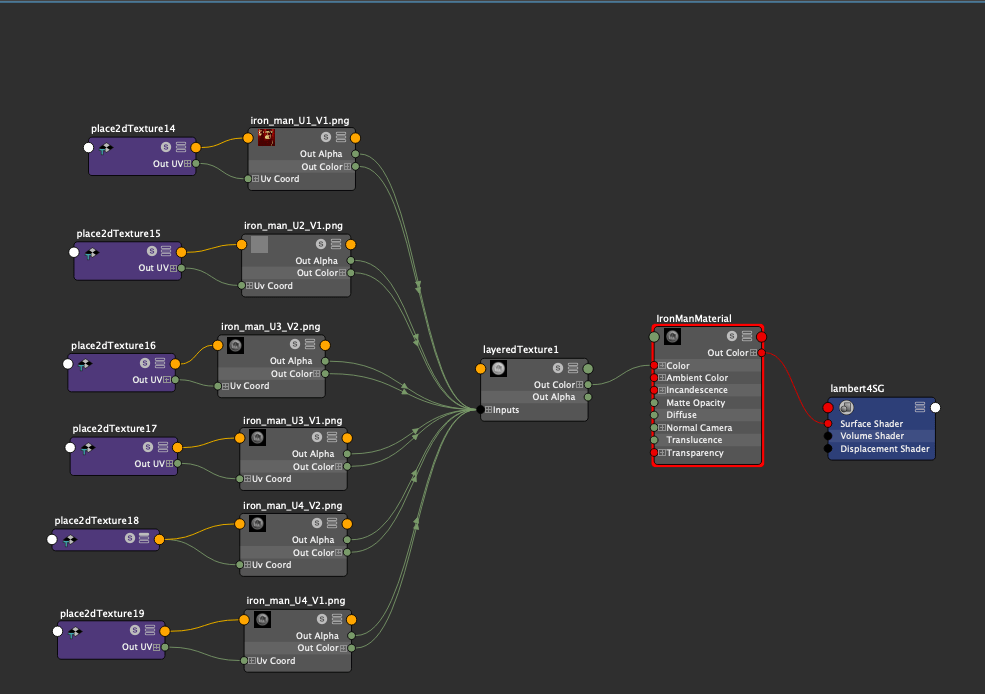 place2dTexture14
Out UV
iron_man_U1_V1.png
Out Alpha
Out Color
Uv Coord
place2dTexture15
Out UV
iron_man_U2_V1.png
Out Alpha
Out Color
Uv Coord
place2dTexture16
Out UV
iron_man_U3_V2.png
Out Alpha
Out Color
Uv Coord
place2dTexture17
Out UV
iron_man_U3_V1.png
Out Alpha
Out Color
Uv Coord
place2dTexture18
iron_man_U4_V2.png
Out Alpha
Out Color
Uv Coord
place2dTexture19
Out UV
iron_man_U4_V1.png
Out Alpha
Out Color
Uv Coord
layeredTexture1
Out Color
Out Alpha
Inputs
IronManMaterial
Out Color
Color
Ambient Color
Incandescence
Matte Opacity
Diffuse
Normal Camera
Translucence
Transparency
lambert4SG
Surface Shader
Volume Shader
Displacement Shader